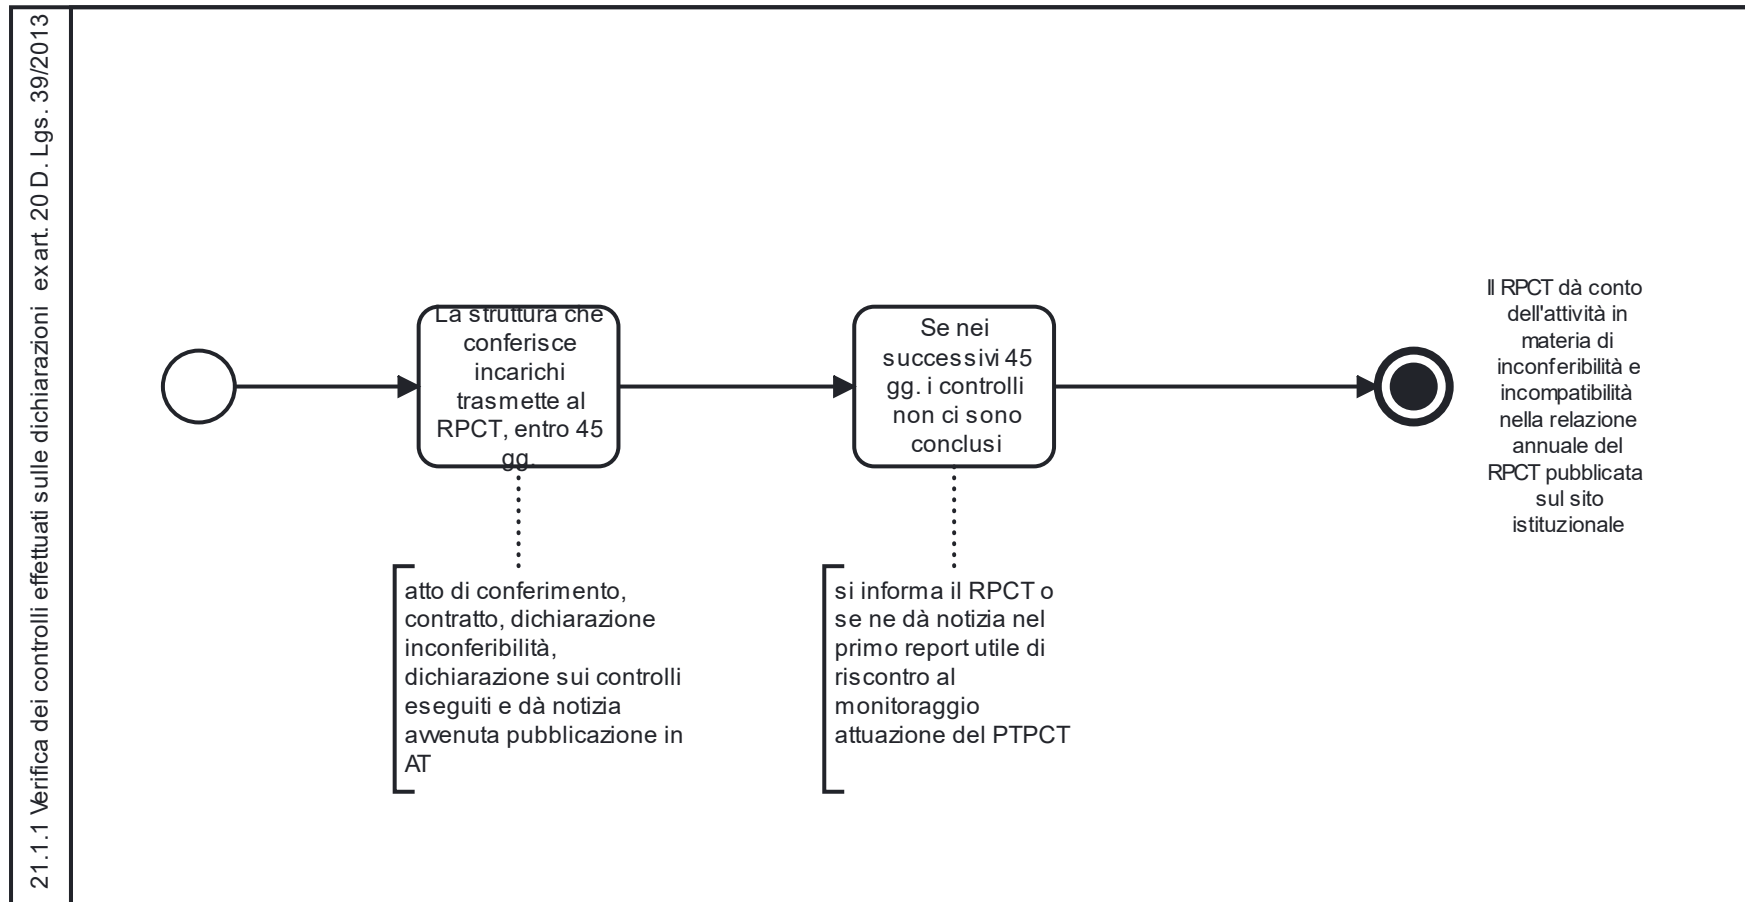 21.1.1 Verifica dei controlli effettuati sulle dichiarazioni ex art. 20 D. Lgs. 39/2013
La struttura che
conferisce
incarichi
trasmette al
RPCT, entro 45
gg.
Se nei
successivi 45
gg. i controlli
non ci sono
conclusi
Il RPCT dà conto
dell'attività in
materia di
inconferibilità e
incompatibilità
nella relazione
annuale del
RPCT pubblicata
sul sito
istituzionale
atto di conferimento,
contratto, dichiarazione
inconferibilità,
dichiarazione sui controlli
eseguiti e dà notizia
avvenuta pubblicazione in
AT
si informa il RPCT o
se ne dà notizia nel
primo report utile di
riscontro al
monitoraggio
attuazione del PTPCT